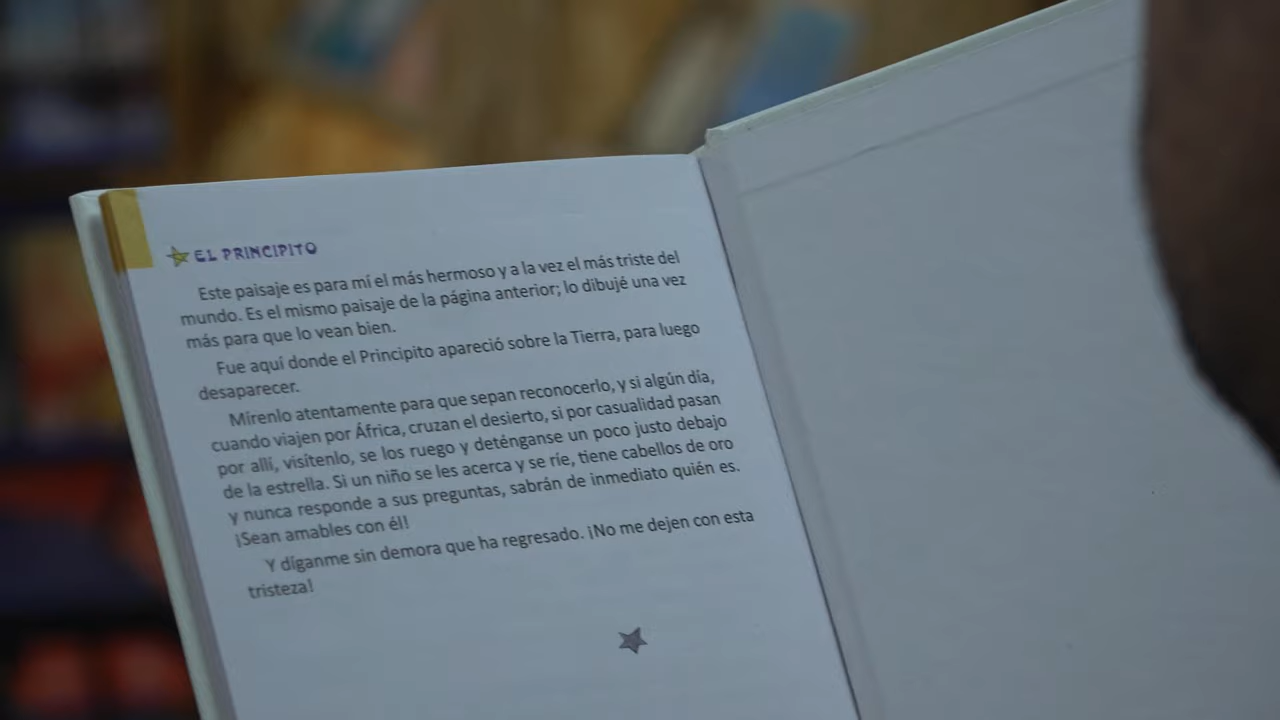 EL PRINCIPITO
Este paisaje es para mí el más hermoso y a la vez el más triste del
mundo. Es el mismo paisaje de la página anterior; lo dibujé una vez
más para que lo vean bien.
Fue aquí donde el Principito apareció sobre la Tierra, para luego
desaparecer.
Mírenlo atentamente para que sepan reconocerlo, y si algún día,
cuando viajen por África, cruzan el desierto, si por casualidad pasan
por allí, visítenlo, se los ruego y deténganse un poco justo debajo
de la estrella. Si un niño se les acerca y se ríe, tiene cabellos de oro
y nunca responde a sus preguntas, sabrán de inmediato quién es.
¡Sean amables con él!
Y díganme sin demora que ha regresado. ¡No me dejen con esta
tristeza!